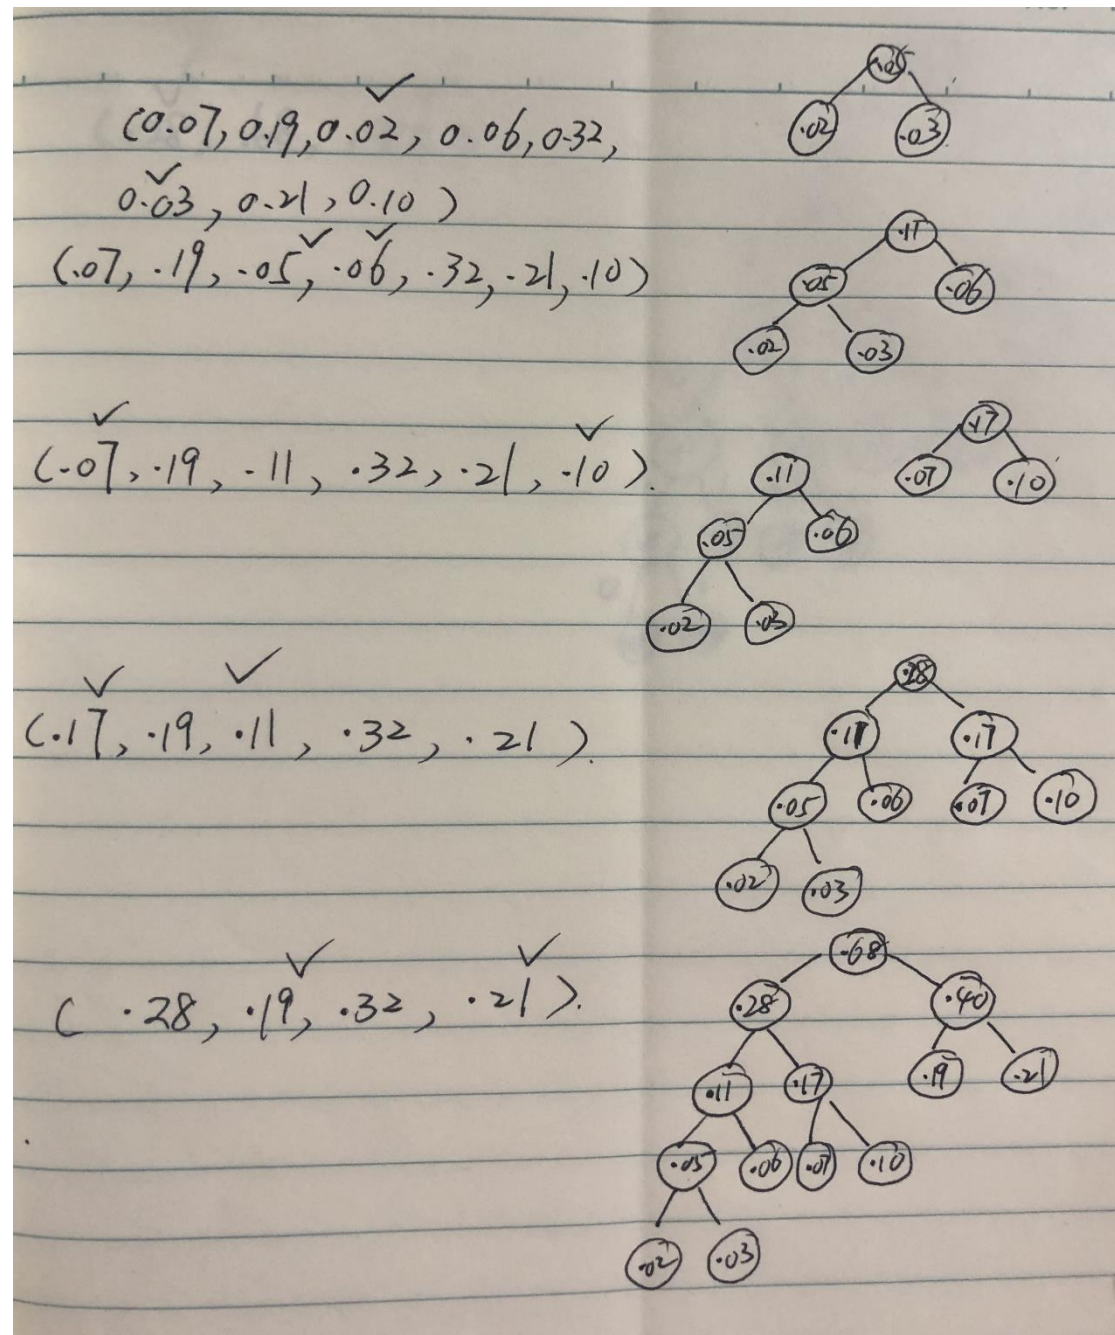 (0.07, 0.19, 0.02, 0.06, 0.32,
0.03, 0.21, 0.10)
(.07, .19, .05, .06, .32, .21, .10)
(.07, .19, .11, .32, .21, .10).
(.17, .19, .11, .32, .21).
( .28, .19, .32, .21).
.05
.02 .03
.11
.05 .06
.02 .03
.17
.11 .07 .10
.05 .06
.02 .03
.28
.11 .17
.05 .06 .07 .10
.02 .03
.68
.28 .40
.11 .17 .19 .21
.05 .06 .07 .10
.02 .03